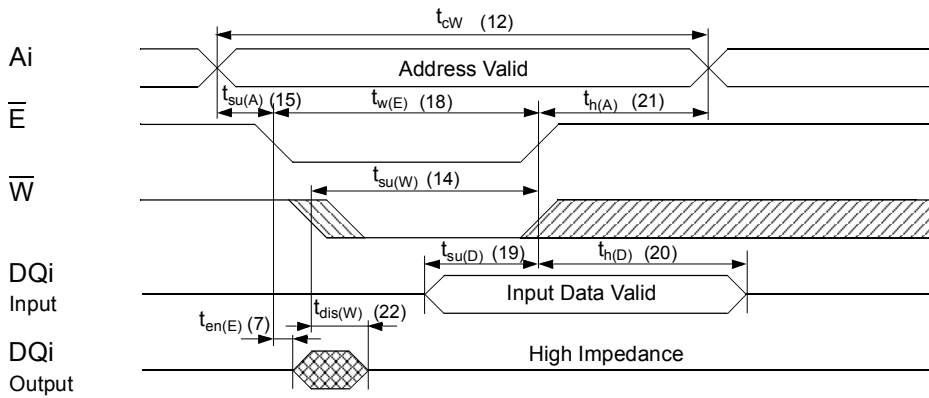 tcW (12)
Ai
Address Valid
tsu(A) (15)
tw(E) (18)
th(A) (21)
E
tsu(W) (14)
W
tsu(D) (19)
th(D) (20)
DQi
Input
Input Data Valid
tdis(W) (22)
ten(E) (7)
DQi
Output
High Impedance